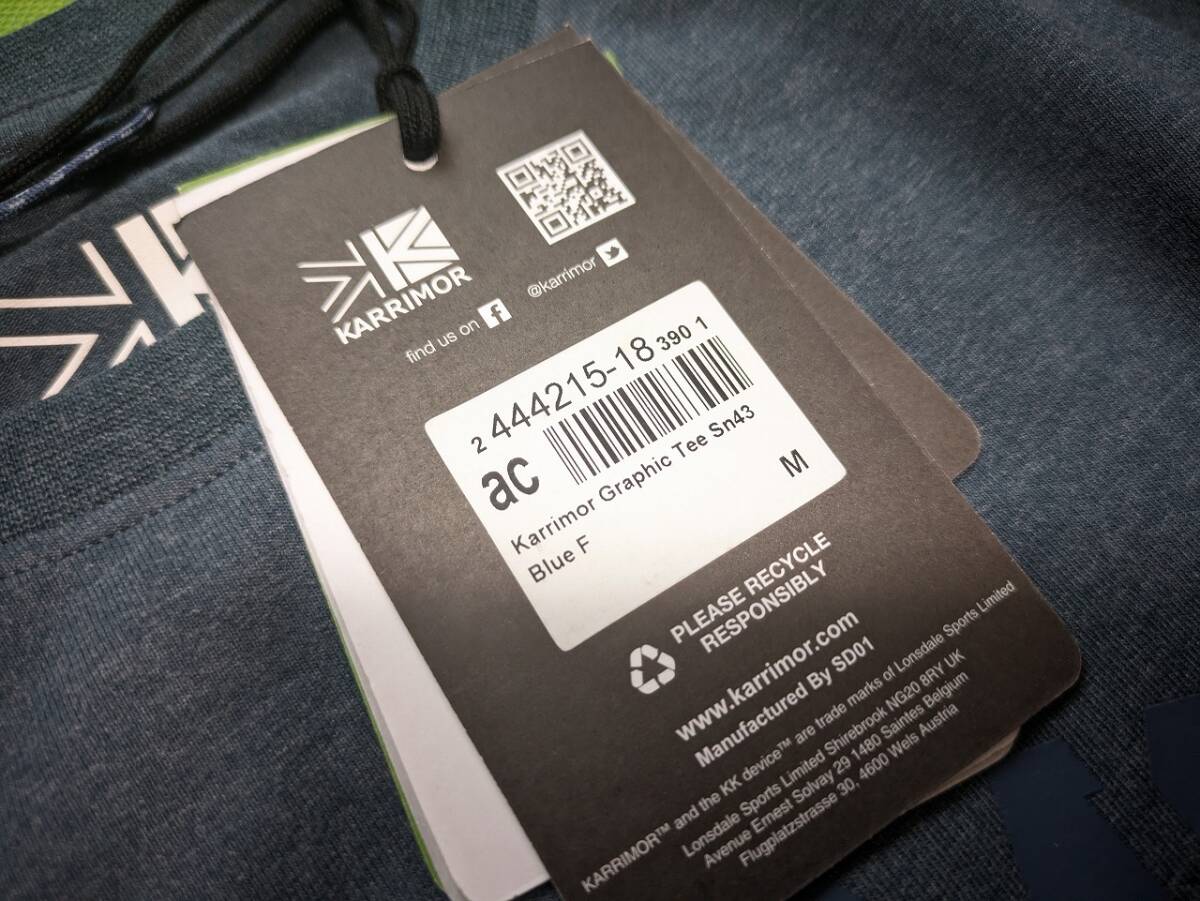 KARRIMOR
find us on f
@karrimor
2 444215-18 390 1
ac
Karrimor Graphic Tee Sn43
Blue F
M
PLEASE RECYCLE
RESPONSIBLY
www.karrimor.com
Manufactured By SD01
KARRIMOR™ and the KK device™ are trade marks of Lonsdale Sports Limited
Lonsdale Sports Limited Shirebrook NG20 8RY UK
Avenue Ernest Solvay 29 1480 Saintes Belgium
Flugplatzstrasse 30, 4600 Wels Austria